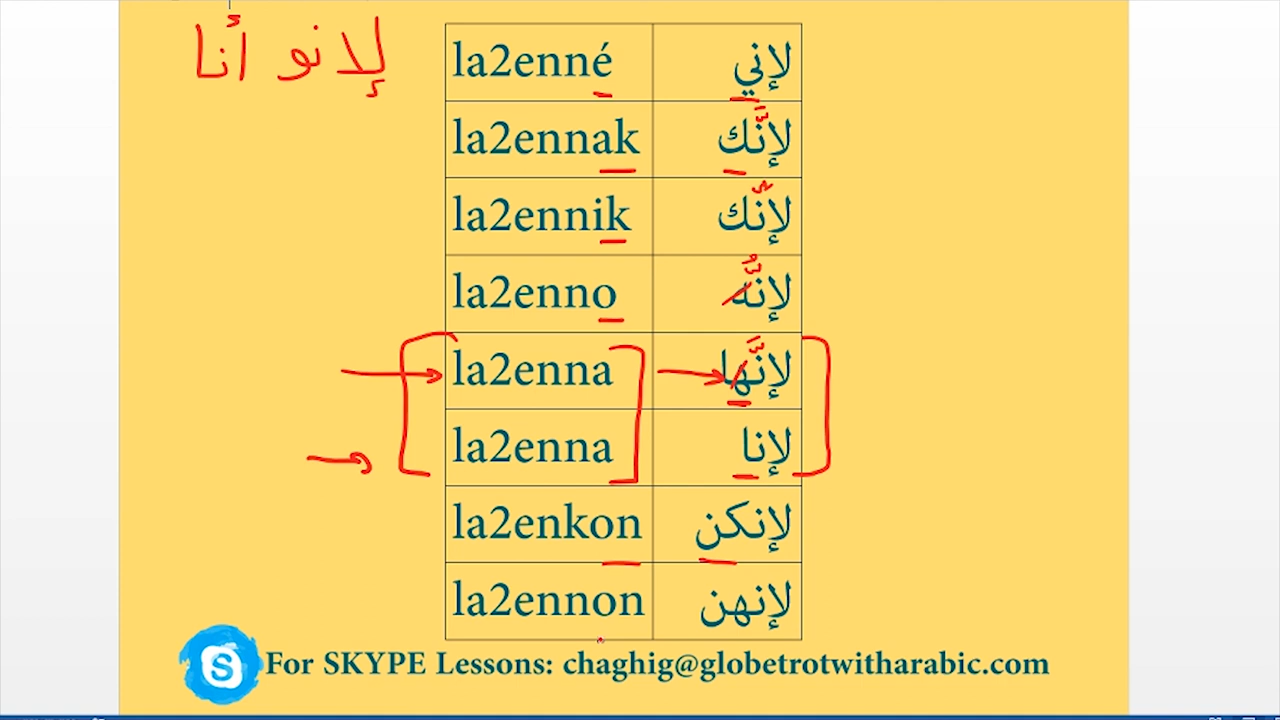 لإنو أنا
la2enné لإني
la2ennak لإنَّك
la2ennik لإنّك
la2enno لإنُّه
la2enna لإنَّها
la2enna لإنا
la2enkon لإنكن
la2ennon لإنهن
For SKYPE Lessons: chaghig@globetrotwitharabic.com